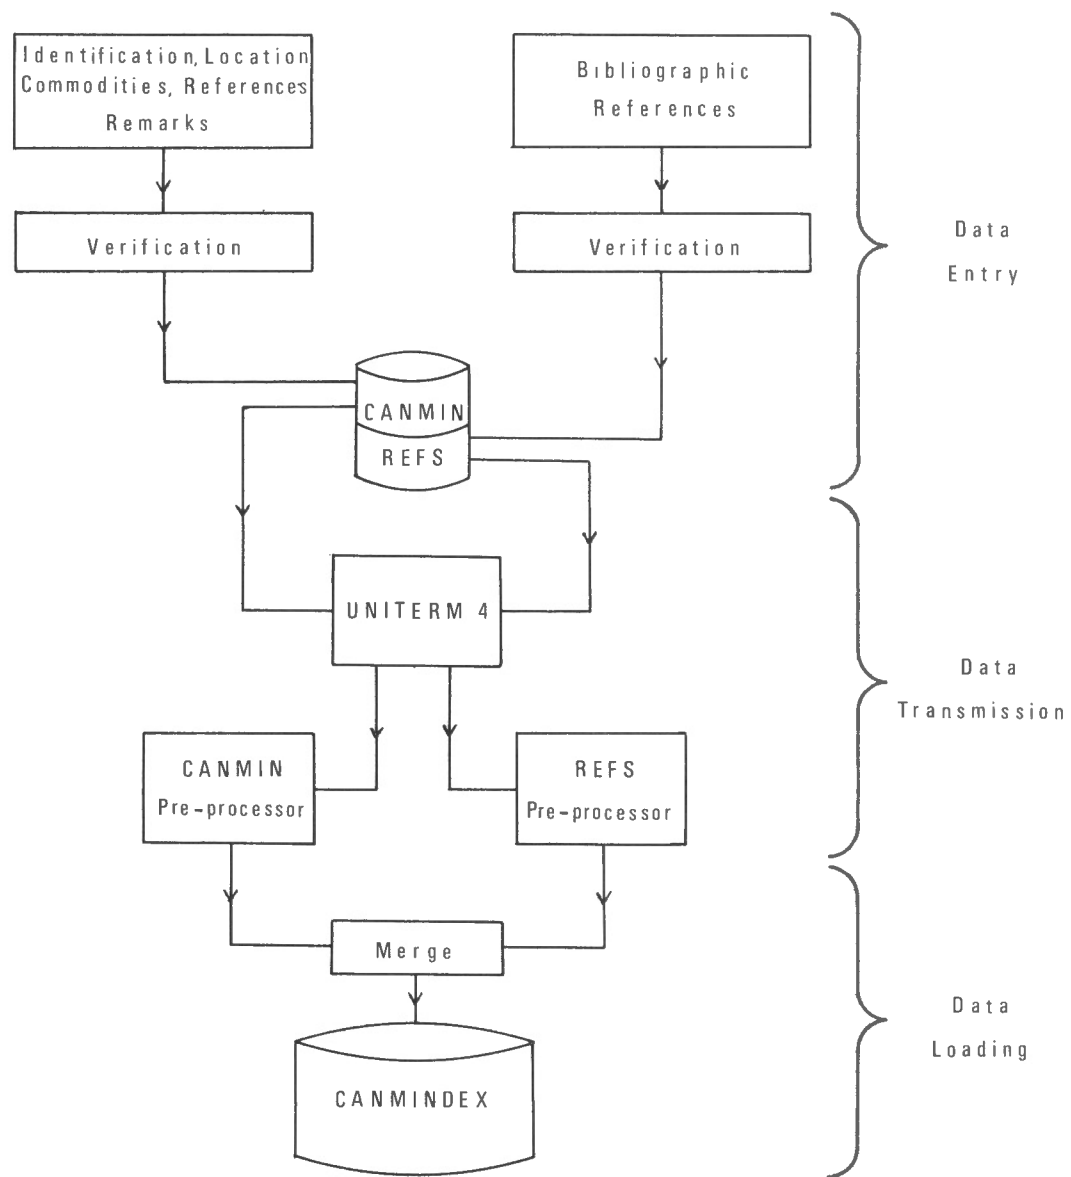 Identification, Location
Commodities, References
Remarks
Bibliographic
References
Verification
Verification
Data
Entry
CANMIN
REFS
UNITERM 4
Data
Transmission
CANMIN
Pre-processor
REFS
Pre-processor
Merge
Data
Loading
CANMINDEX